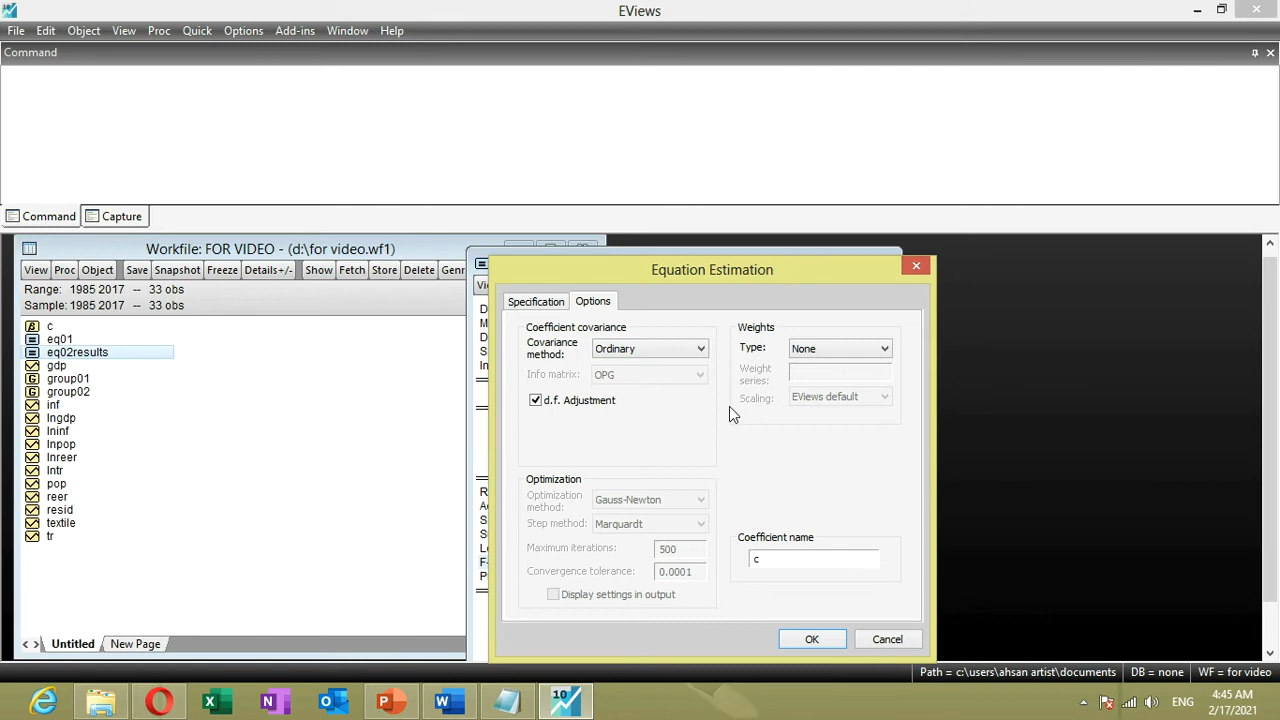 EViews
File Edit Object View Proc Quick Options Add-ins Window Help
Command
Command Capture
Workfile: FOR VIDEO - (d:\for video.wf1)
View Proc Object Save Snapshot Freeze Details+/- Show Fetch Store Delete Genr
Range: 1985 2017 -- 33 obs
Sample: 1985 2017 -- 33 obs
c
eq01
eq02results
gdp
group01
group02
inf
lngdp
lninf
lnpop
lnreer
lntr
pop
reer
resid
textile
tr
Untitled New Page
Equation Estimation
Specification Options
Coefficient covariance
Covariance method: Ordinary
Info matrix: OPG
d.f. Adjustment
Weights
Type: None
Weight series:
Scaling: EViews default
Optimization
Optimization method: Gauss-Newton
Step method: Marquardt
Maximum iterations: 500
Convergence tolerance: 0.0001
Display settings in output
Coefficient name
c
OK Cancel
Path = c:\users\ahsan artist\documents DB = none WF = for video
10
ENG
4:45 AM
2/17/2021